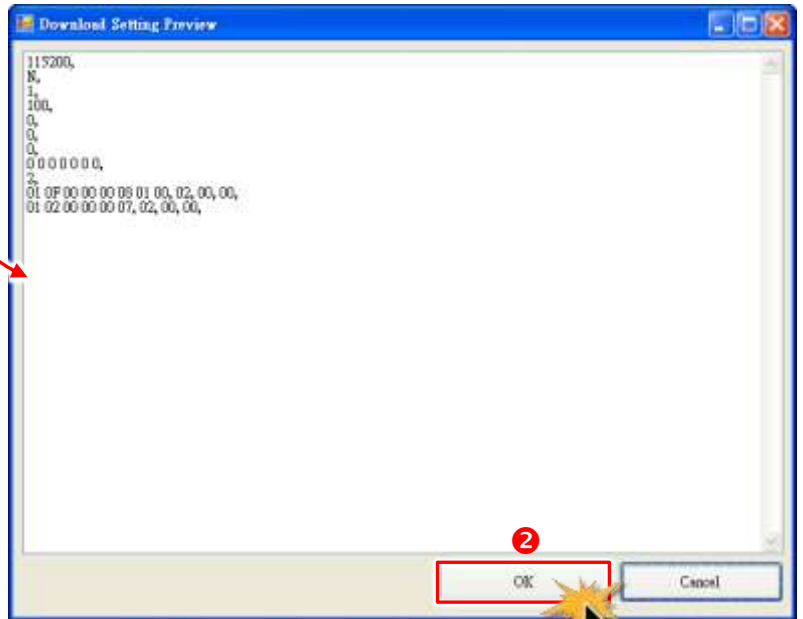 Download Setting Preview
115200,
N,
1,
100,
0,
0,
0,
0 0 0 0 0 0 0,
2,
01 0F 00 00 00 08 01 00, 02, 00, 00,
01 02 00 00 00 07, 02, 00, 00,
2
OK
Cancel